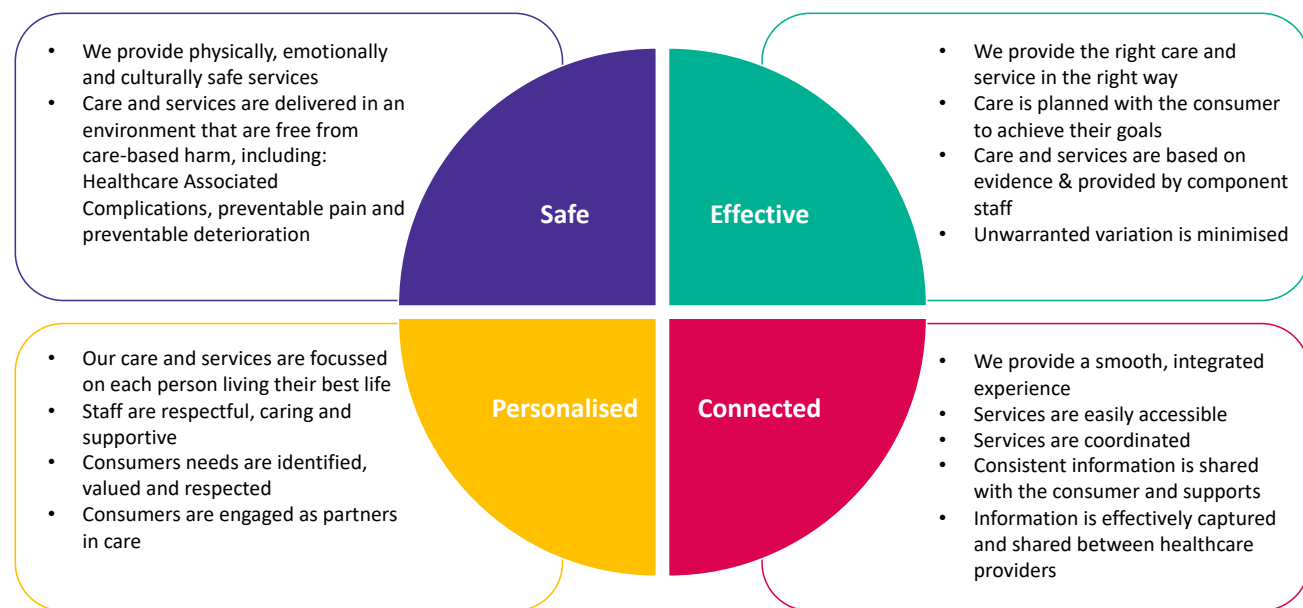 • We provide physically, emotionally
and culturally safe services
• Care and services are delivered in an
environment that are free from
care-based harm, including:
Healthcare Associated
Complications, preventable pain and
preventable deterioration
Safe
Effective
• We provide the right care and
service in the right way
• Care is planned with the consumer
to achieve their goals
• Care and services are based on
evidence & provided by component
staff
• Unwarranted variation is minimised
• Our care and services are focussed
on each person living their best life
• Staff are respectful, caring and
supportive
• Consumers needs are identified,
valued and respected
• Consumers are engaged as partners
in care
Personalised
Connected
• We provide a smooth, integrated
experience
• Services are easily accessible
• Services are coordinated
• Consistent information is shared
with the consumer and supports
• Information is effectively captured
and shared between healthcare
providers